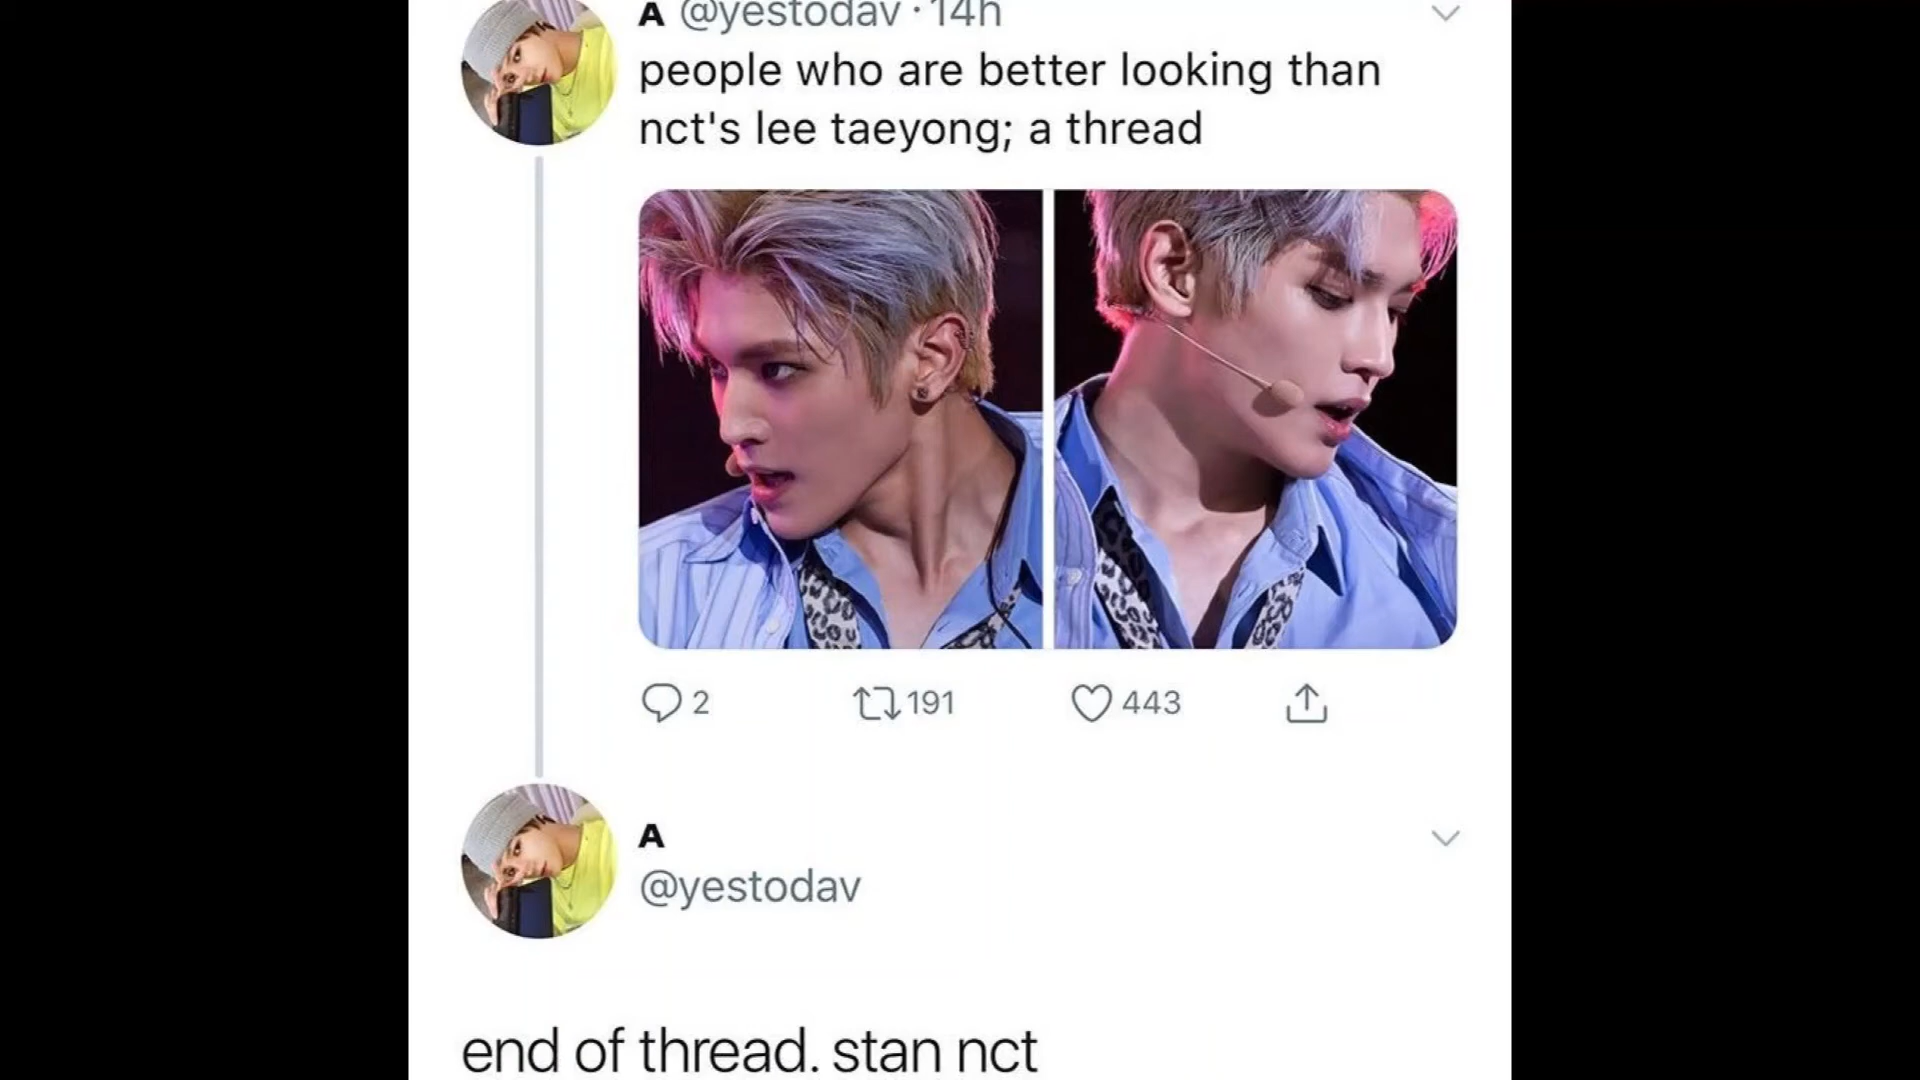 A @yestodav · 14h
people who are better looking than
nct's lee taeyong; a thread
2 191 443
A
@yestodav
end of thread. stan nct